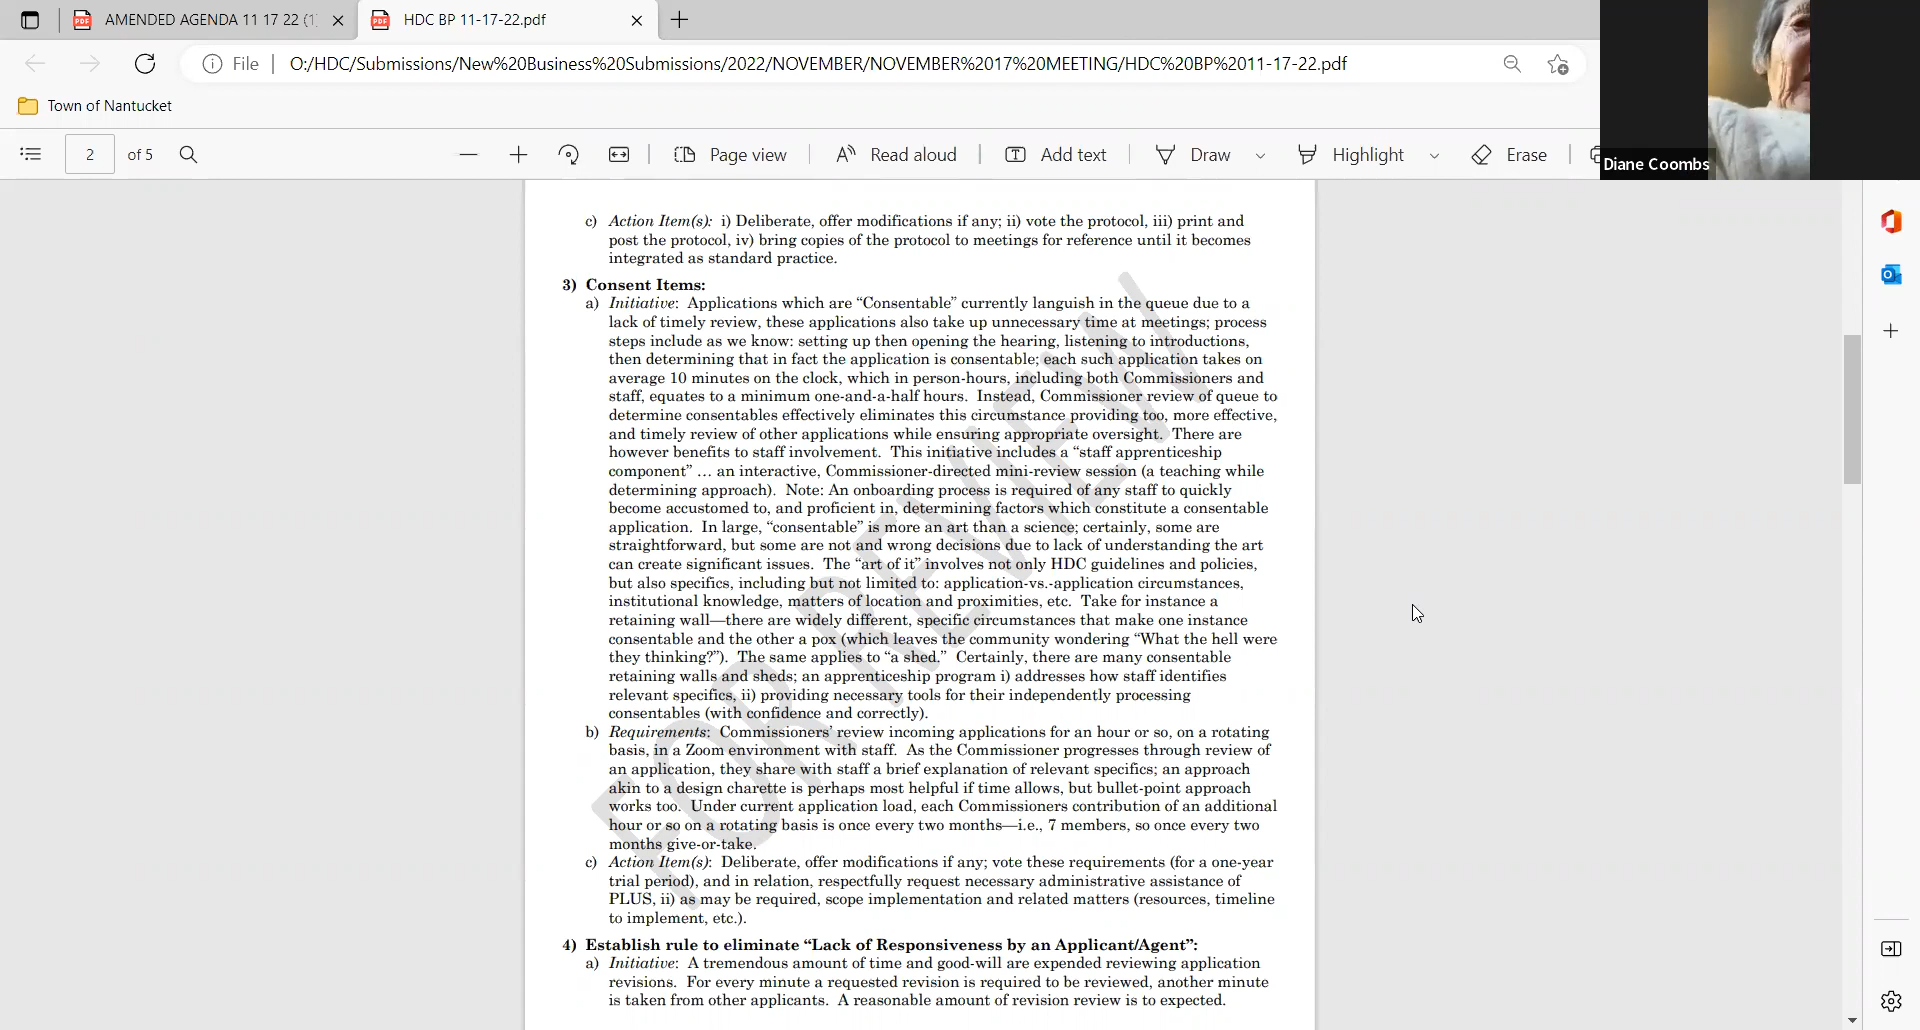 AMENDED AGENDA 11 17 22 (1)
HDC BP 11-17-22.pdf
File
O:/HDC/Submissions/New%20Business%20Submissions/2022/NOVEMBER/NOVEMBER%2017%20MEETING/HDC%20BP%2011-17-22.pdf
Town of Nantucket
2 of 5
Page view
Read aloud
Add text
Draw
Highlight
Erase
Diane Coombs
c) Action Item(s): i) Deliberate, offer modifications if any; ii) vote the protocol, iii) print and
post the protocol, iv) bring copies of the protocol to meetings for reference until it becomes
integrated as standard practice.
3) Consent Items:
a) Initiative: Applications which are “Consentable” currently languish in the queue due to a
lack of timely review, these applications also take up unnecessary time at meetings; process
steps include as we know: setting up then opening the hearing, listening to introductions,
then determining that in fact the application is consentable; each such application takes on
average 10 minutes on the clock, which in person-hours, including both Commissioners and
staff, equates to a minimum one-and-a-half hours. Instead, Commissioner review of queue to
determine consentables effectively eliminates this circumstance providing too, more effective,
and timely review of other applications while ensuring appropriate oversight. There are
however benefits to staff involvement. This initiative includes a “staff apprenticeship
component” … an interactive, Commissioner-directed mini-review session (a teaching while
determining approach). Note: An onboarding process is required of any staff to quickly
become accustomed to, and proficient in, determining factors which constitute a consentable
application. In large, “consentable” is more an art than a science; certainly, some are
straightforward, but some are not and wrong decisions due to lack of understanding the art
can create significant issues. The “art of it” involves not only HDC guidelines and policies,
but also specifics, including but not limited to: application-vs.-application circumstances,
institutional knowledge, matters of location and proximities, etc. Take for instance a
retaining wall—there are widely different, specific circumstances that make one instance
consentable and the other a pox (which leaves the community wondering “What the hell were
they thinking?”). The same applies to “a shed.” Certainly, there are many consentable
retaining walls and sheds; an apprenticeship program i) addresses how staff identifies
relevant specifics, ii) providing necessary tools for their independently processing
consentables (with confidence and correctly).
b) Requirements: Commissioners’ review incoming applications for an hour or so, on a rotating
basis, in a Zoom environment with staff. As the Commissioner progresses through review of
an application, they share with staff a brief explanation of relevant specifics; an approach
akin to a design charette is perhaps most helpful if time allows, but bullet-point approach
works too. Under current application load, each Commissioners contribution of an additional
hour or so on a rotating basis is once every two months—i.e., 7 members, so once every two
months give-or-take.
c) Action Item(s): Deliberate, offer modifications if any; vote these requirements (for a one-year
trial period), and in relation, respectfully request necessary administrative assistance of
PLUS, ii) as may be required, scope implementation and related matters (resources, timeline
to implement, etc.).
4) Establish rule to eliminate “Lack of Responsiveness by an Applicant/Agent”:
a) Initiative: A tremendous amount of time and good-will are expended reviewing application
revisions. For every minute a requested revision is required to be reviewed, another minute
is taken from other applicants. A reasonable amount of revision review is to expected.
FOR REVIEW